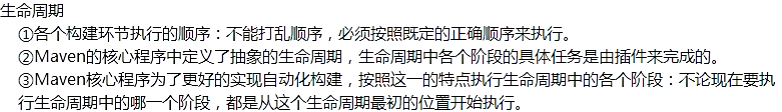 生命周期
①各个构建环节执行的顺序：不能打乱顺序，必须按照既定的正确顺序来执行。
②Maven的核心程序中定义了抽象的生命周期，生命周期中各个阶段的具体任务是由插件来完成的。
③Maven核心程序为了更好的实现自动化构建，按照这一的特点执行生命周期中的各个阶段：不论现在要执
行生命周期中的哪一个阶段，都是从这个生命周期最初的位置开始执行。